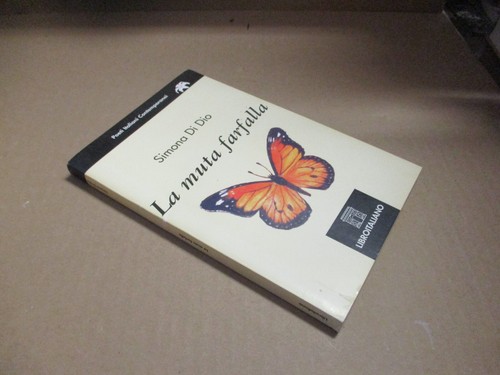 Poeti Italiani Contemporanei
Simona Di Dio
La muta farfalla
LIBROITALIANO